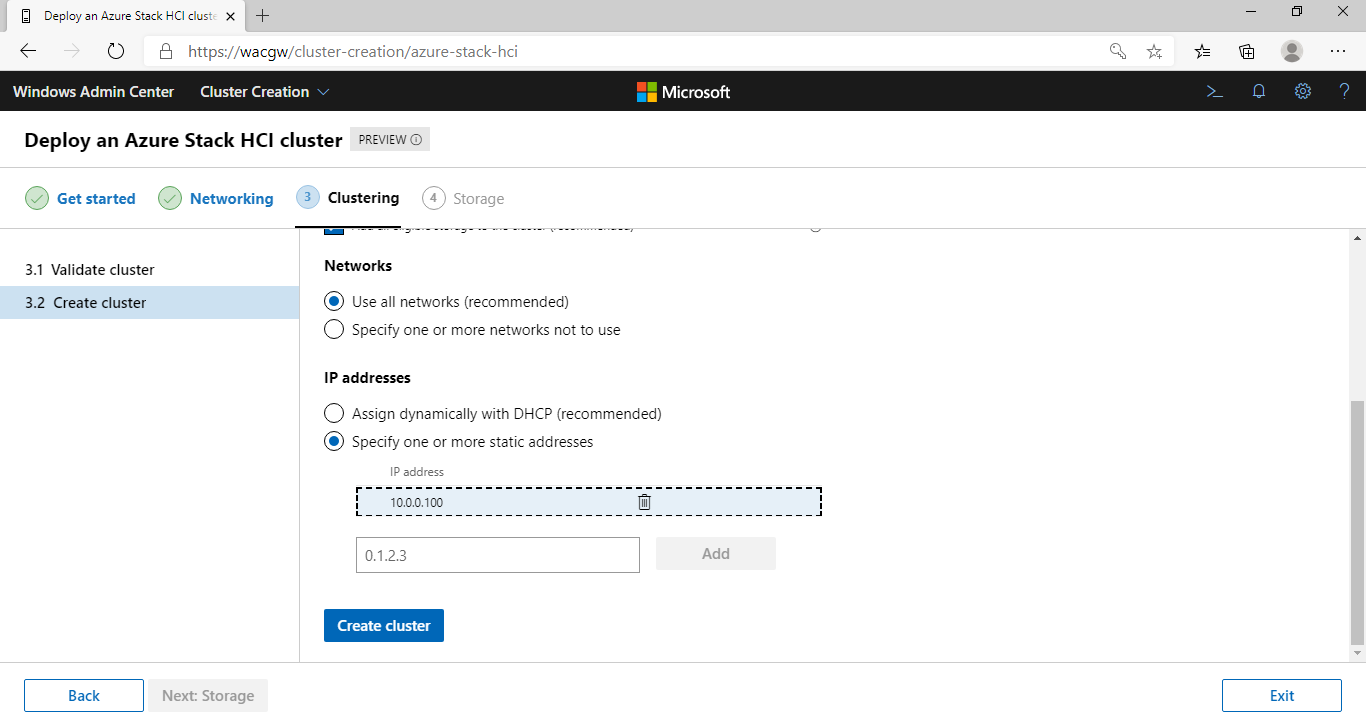 Deploy an Azure Stack HCI cluste
https://wacgw/cluster-creation/azure-stack-hci
Windows Admin Center Cluster Creation Microsoft
Deploy an Azure Stack HCI cluster PREVIEW
Get started Networking 3 Clustering 4 Storage
3.1 Validate cluster
3.2 Create cluster
Networks
Use all networks (recommended)
Specify one or more networks not to use
IP addresses
Assign dynamically with DHCP (recommended)
Specify one or more static addresses
IP address
10.0.0.100
0.1.2.3 Add
Create cluster
Back Next: Storage Exit